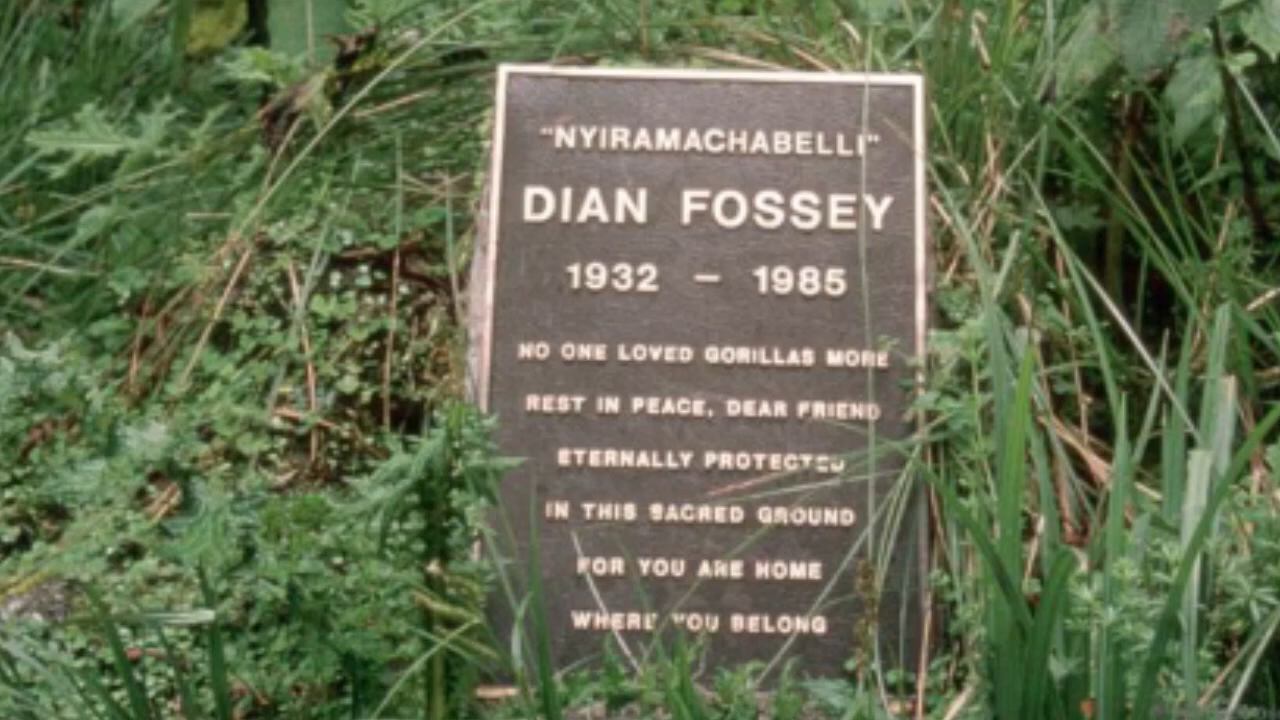 "NYIRAMACHABELLI"
DIAN FOSSEY
1932 – 1985
NO ONE LOVED GORILLAS MORE
REST IN PEACE, DEAR FRIEND
ETERNALLY PROTECTED
IN THIS SACRED GROUND
FOR YOU ARE HOME
WHERE YOU BELONG